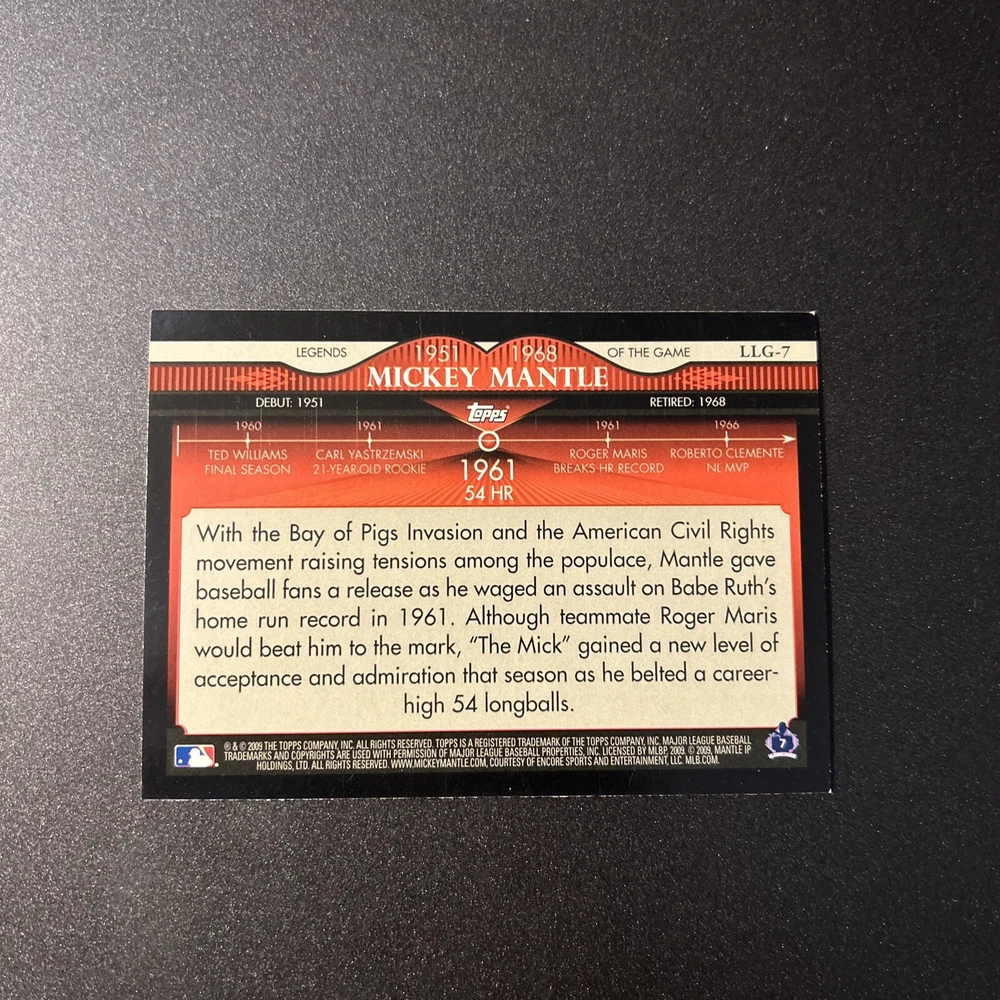 LEGENDS 1951 1968 OF THE GAME LLG-7
MICKEY MANTLE
DEBUT: 1951 RETIRED: 1968
Topps
1960 1961 1961 1966
TED WILLIAMS CARL YASTRZEMSKI ROGER MARIS ROBERTO CLEMENTE
FINAL SEASON 21-YEAR-OLD ROOKIE BREAKS HR RECORD NL MVP
1961
54 HR
With the Bay of Pigs Invasion and the American Civil Rights
movement raising tensions among the populace, Mantle gave
baseball fans a release as he waged an assault on Babe Ruth's
home run record in 1961. Although teammate Roger Maris
would beat him to the mark, "The Mick" gained a new level of
acceptance and admiration that season as he belted a career-
high 54 longballs.
® & © 2009 THE TOPPS COMPANY, INC. ALL RIGHTS RESERVED. TOPPS IS A REGISTERED TRADEMARK OF THE TOPPS COMPANY, INC. MAJOR LEAGUE BASEBALL
TRADEMARKS AND COPYRIGHTS ARE USED WITH PERMISSION OF MAJOR LEAGUE BASEBALL PROPERTIES, INC. LICENSED BY MLBP, 2009. © 2009, MANTLE IP
HOLDINGS, LTD. ALL RIGHTS RESERVED. WWW.MICKEYMANTLE.COM, COURTESY OF ENCORE SPORTS AND ENTERTAINMENT, LLC. MLB.COM.
7